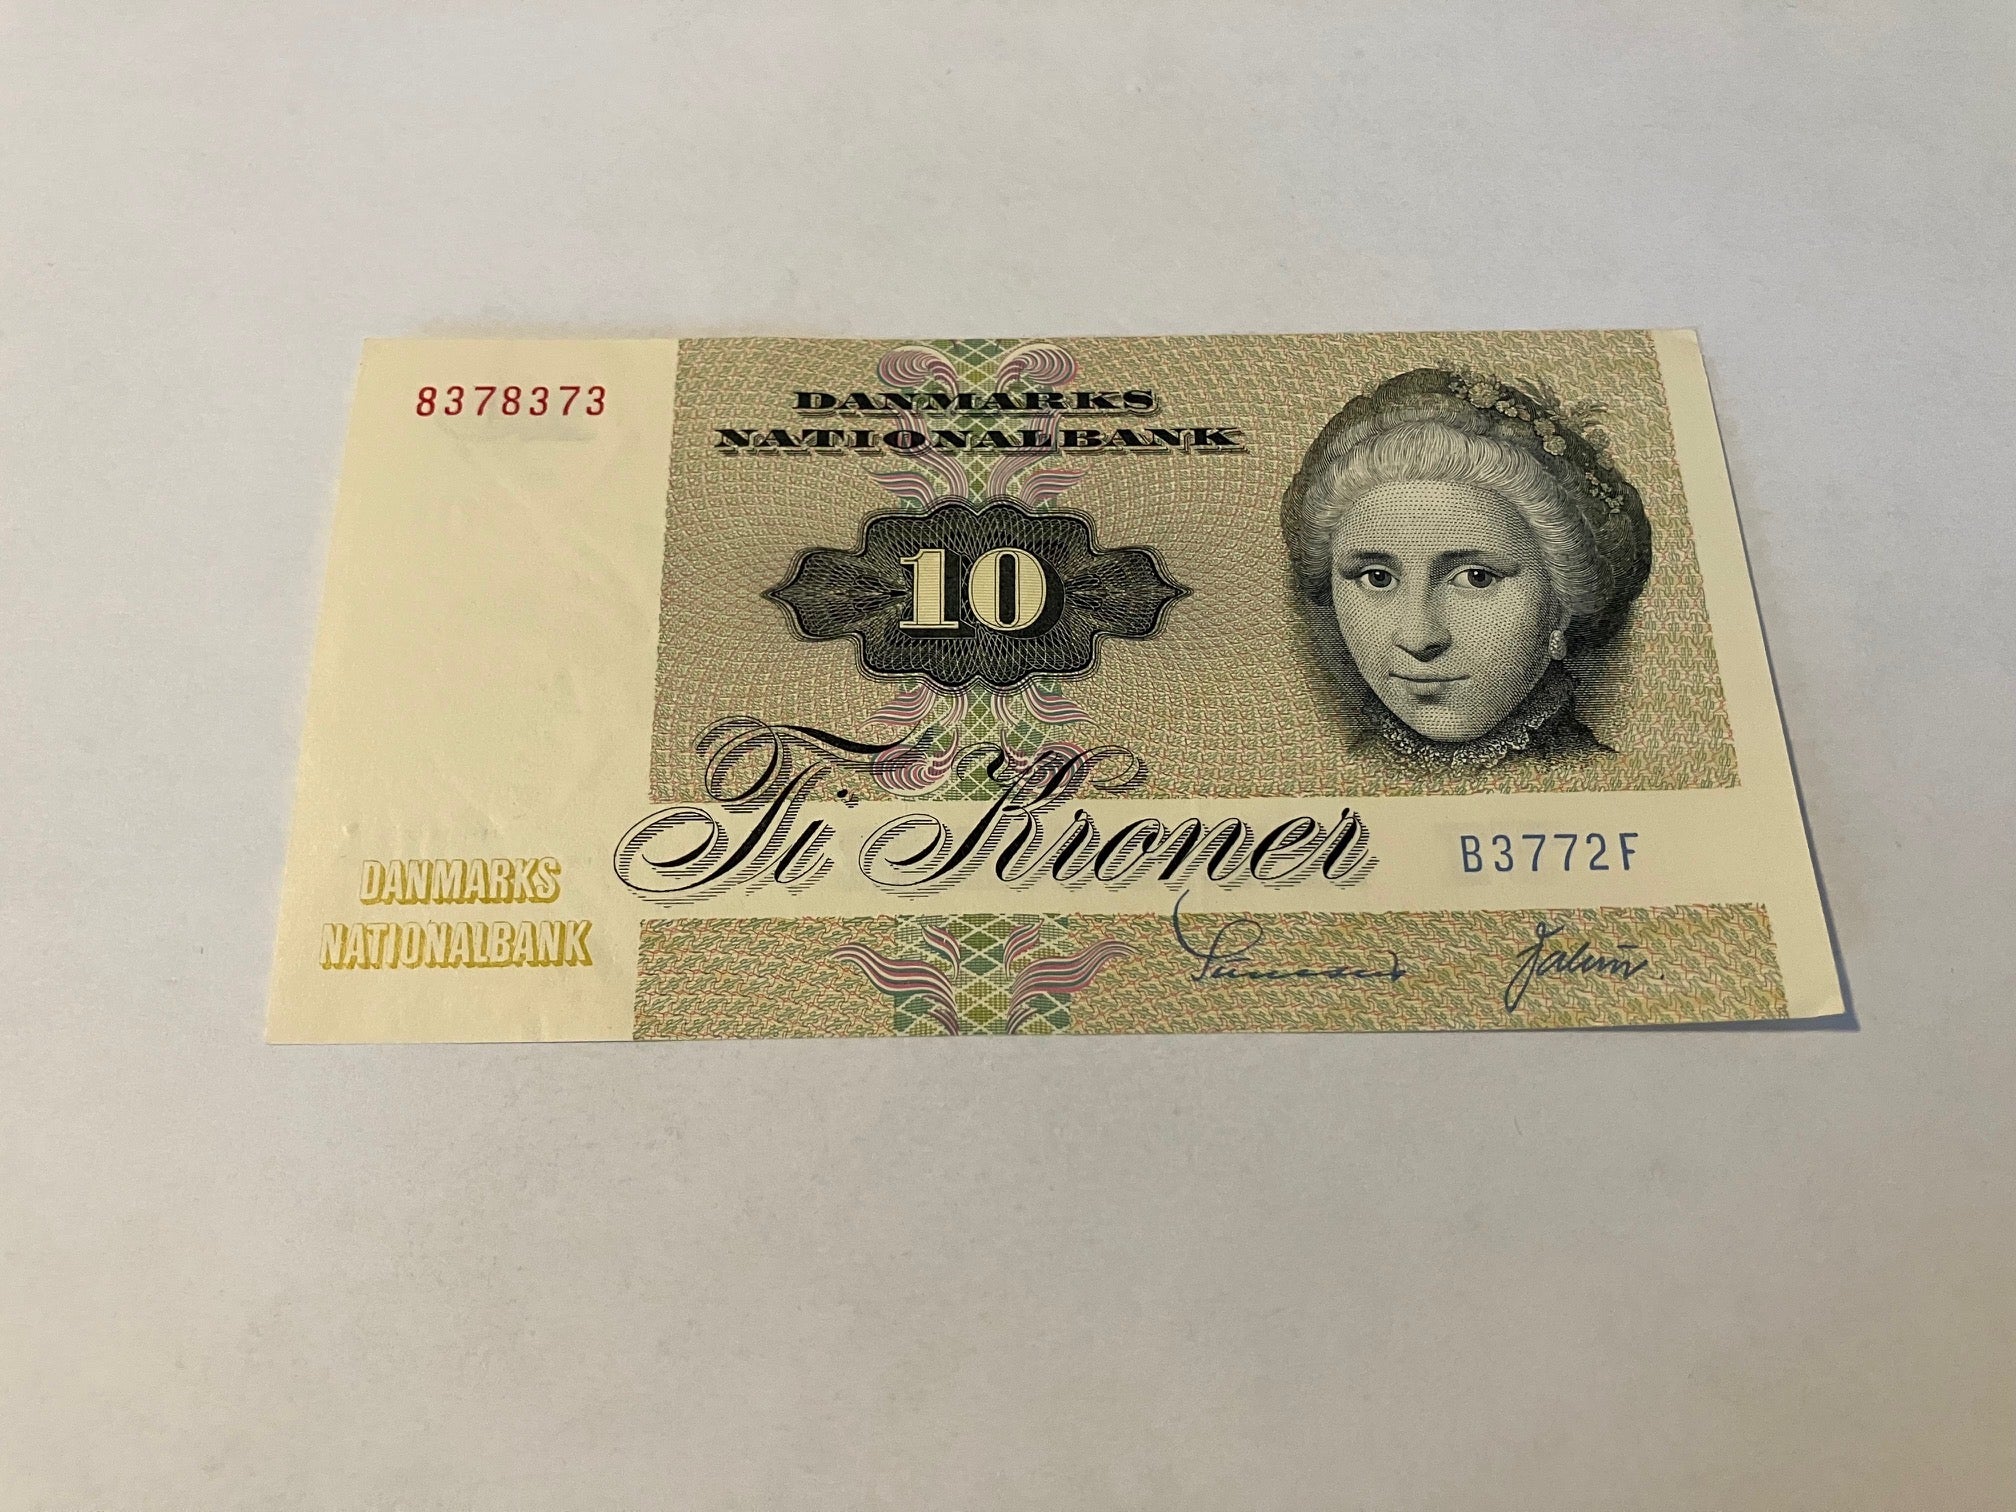 8378373
DANMARKS
NATIONALBANK
10
Ti Kroner
B3772F
DANMARKS
NATIONALBANK